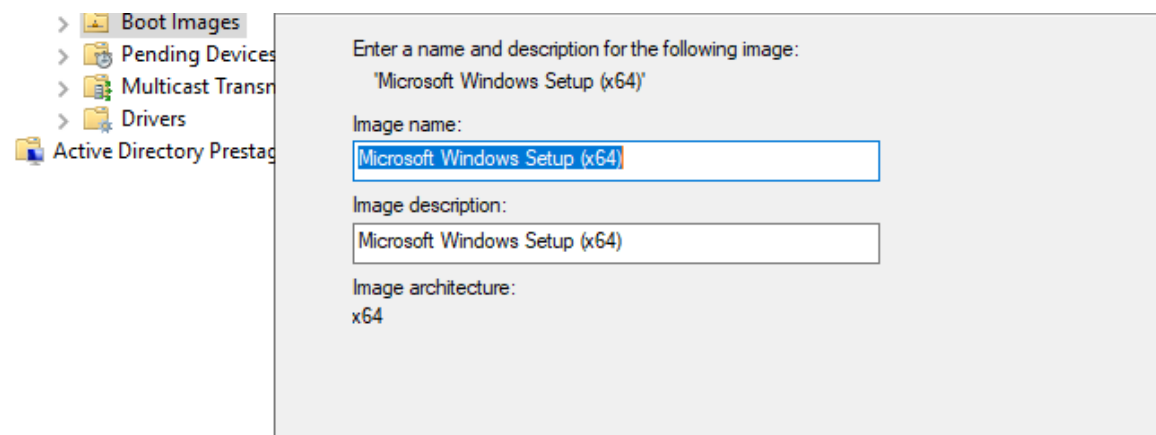 Boot Images
Pending Devices
Multicast Transn
Drivers
Active Directory Prestag
Enter a name and description for the following image:
'Microsoft Windows Setup (x64)'
Image name:
Microsoft Windows Setup (x64)
Image description:
Microsoft Windows Setup (x64)
Image architecture:
x64